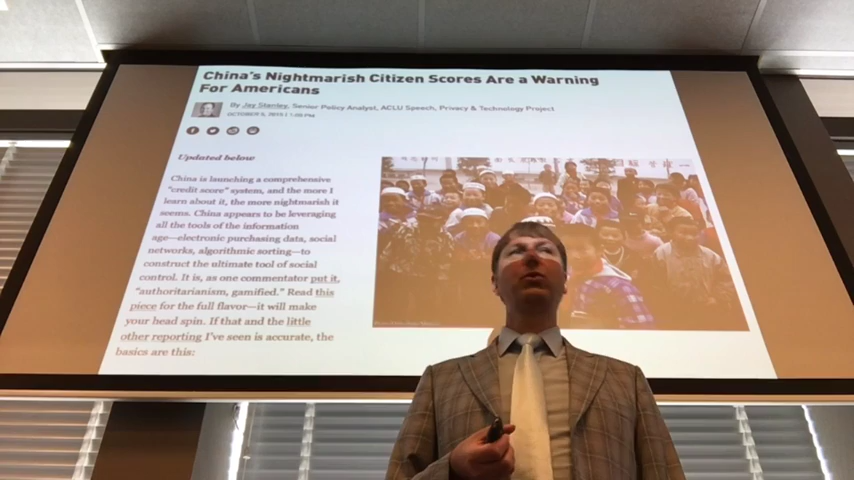 China's Nightmarish Citizen Scores Are a Warning
For Americans
By Jay Stanley, Senior Policy Analyst, ACLU Speech, Privacy & Technology Project
OCTOBER 5, 2015 | 1:00 PM
Updated below
China is launching a comprehensive
"credit score" system, and the more I
learn about it, the more nightmarish it
seems. China appears to be leveraging
all the tools of the information
age—electronic purchasing data, social
networks, algorithmic sorting—to
construct the ultimate tool of social
control. It is, as one commentator put it,
"authoritarianism, gamified." Read this
piece for the full flavor—it will make
your head spin. If that and the little
other reporting I've seen is accurate, the
basics are this: